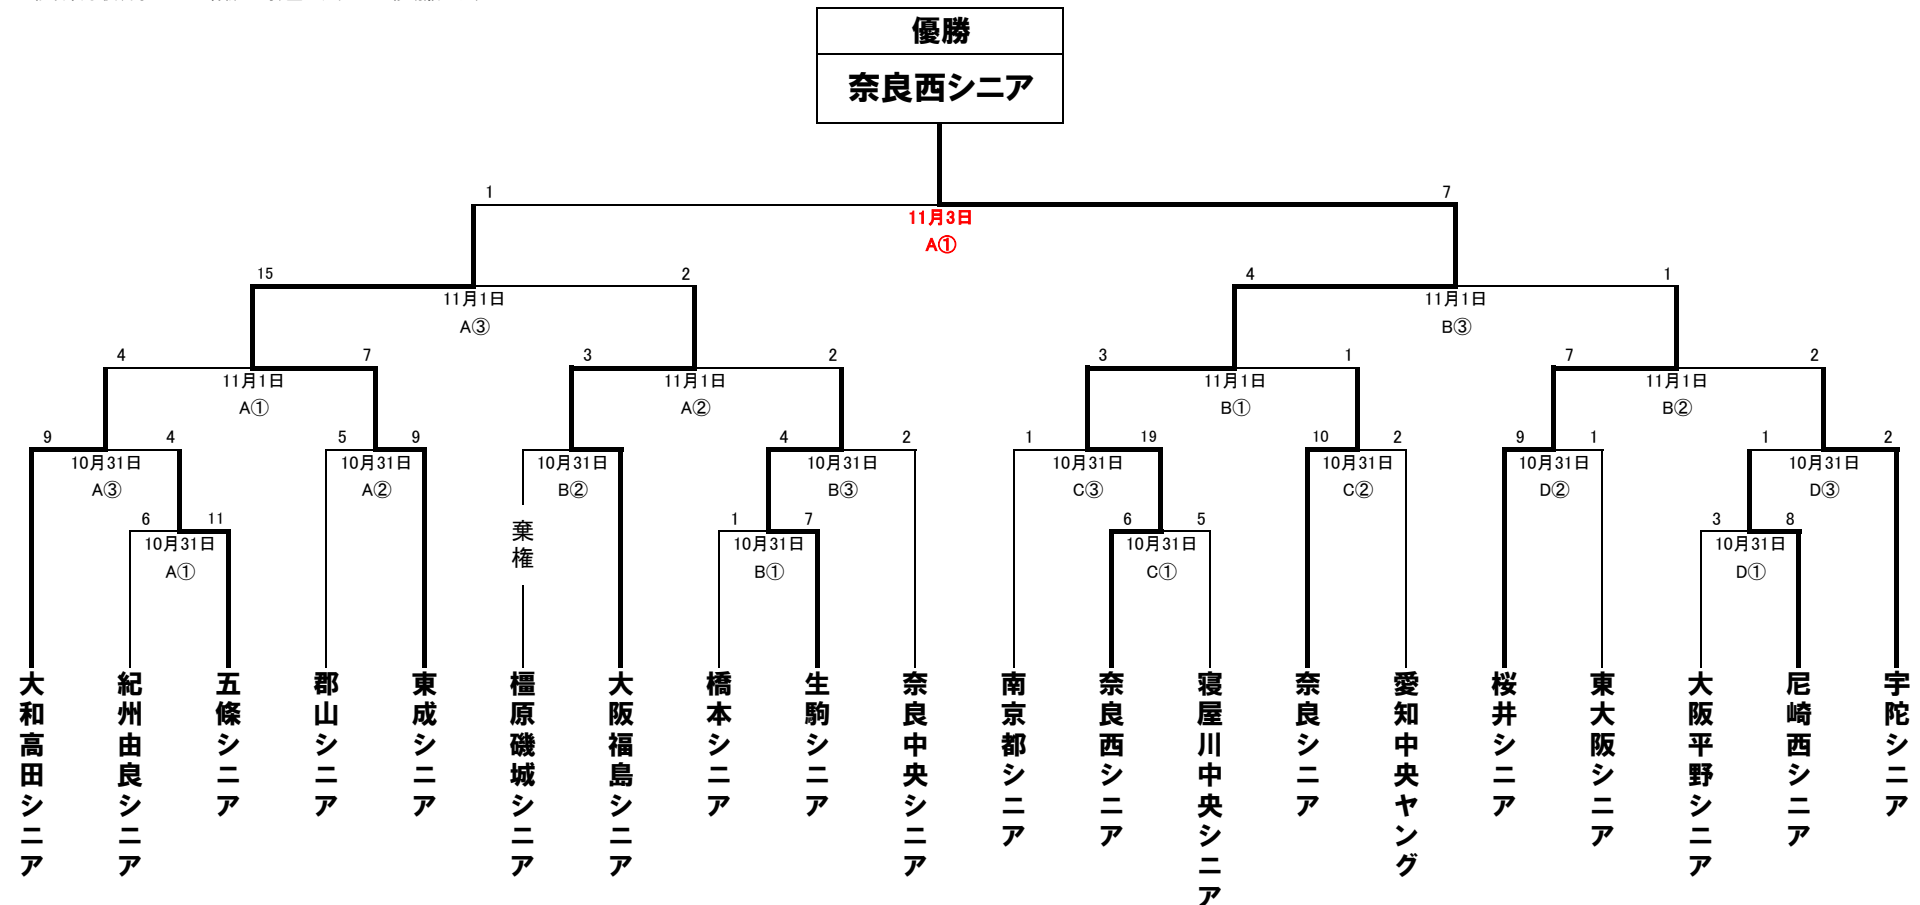 優勝
奈良西シニア
1 7
11月3日
A①
15 2 4 1
11月1日 11月1日
A③ B③
4 7 3 2 3 1 7 2
11月1日 11月1日 11月1日 11月1日
A① A② B① B②
9 4 5 9 4 2 1 19 10 2 9 1 1 2
10月31日 10月31日 10月31日 10月31日 10月31日 10月31日 10月31日 10月31日
A③ A② B② B③ C③ C② D② D③
6 11 1 7 6 5 3 8
棄権
10月31日 10月31日 10月31日 10月31日
A① B① C① D①
大和高田シニア
紀州由良シニア
五條シニア
郡山シニア
東成シニア
橿原磯城シニア
大阪福島シニア
橋本シニア
生駒シニア
奈良中央シニア
南京都シニア
奈良西シニア
寝屋川中央シニア
奈良シニア
愛知中央ヤング
桜井シニア
東大阪シニア
大阪平野シニア
尼崎西シニア
宇陀シニア